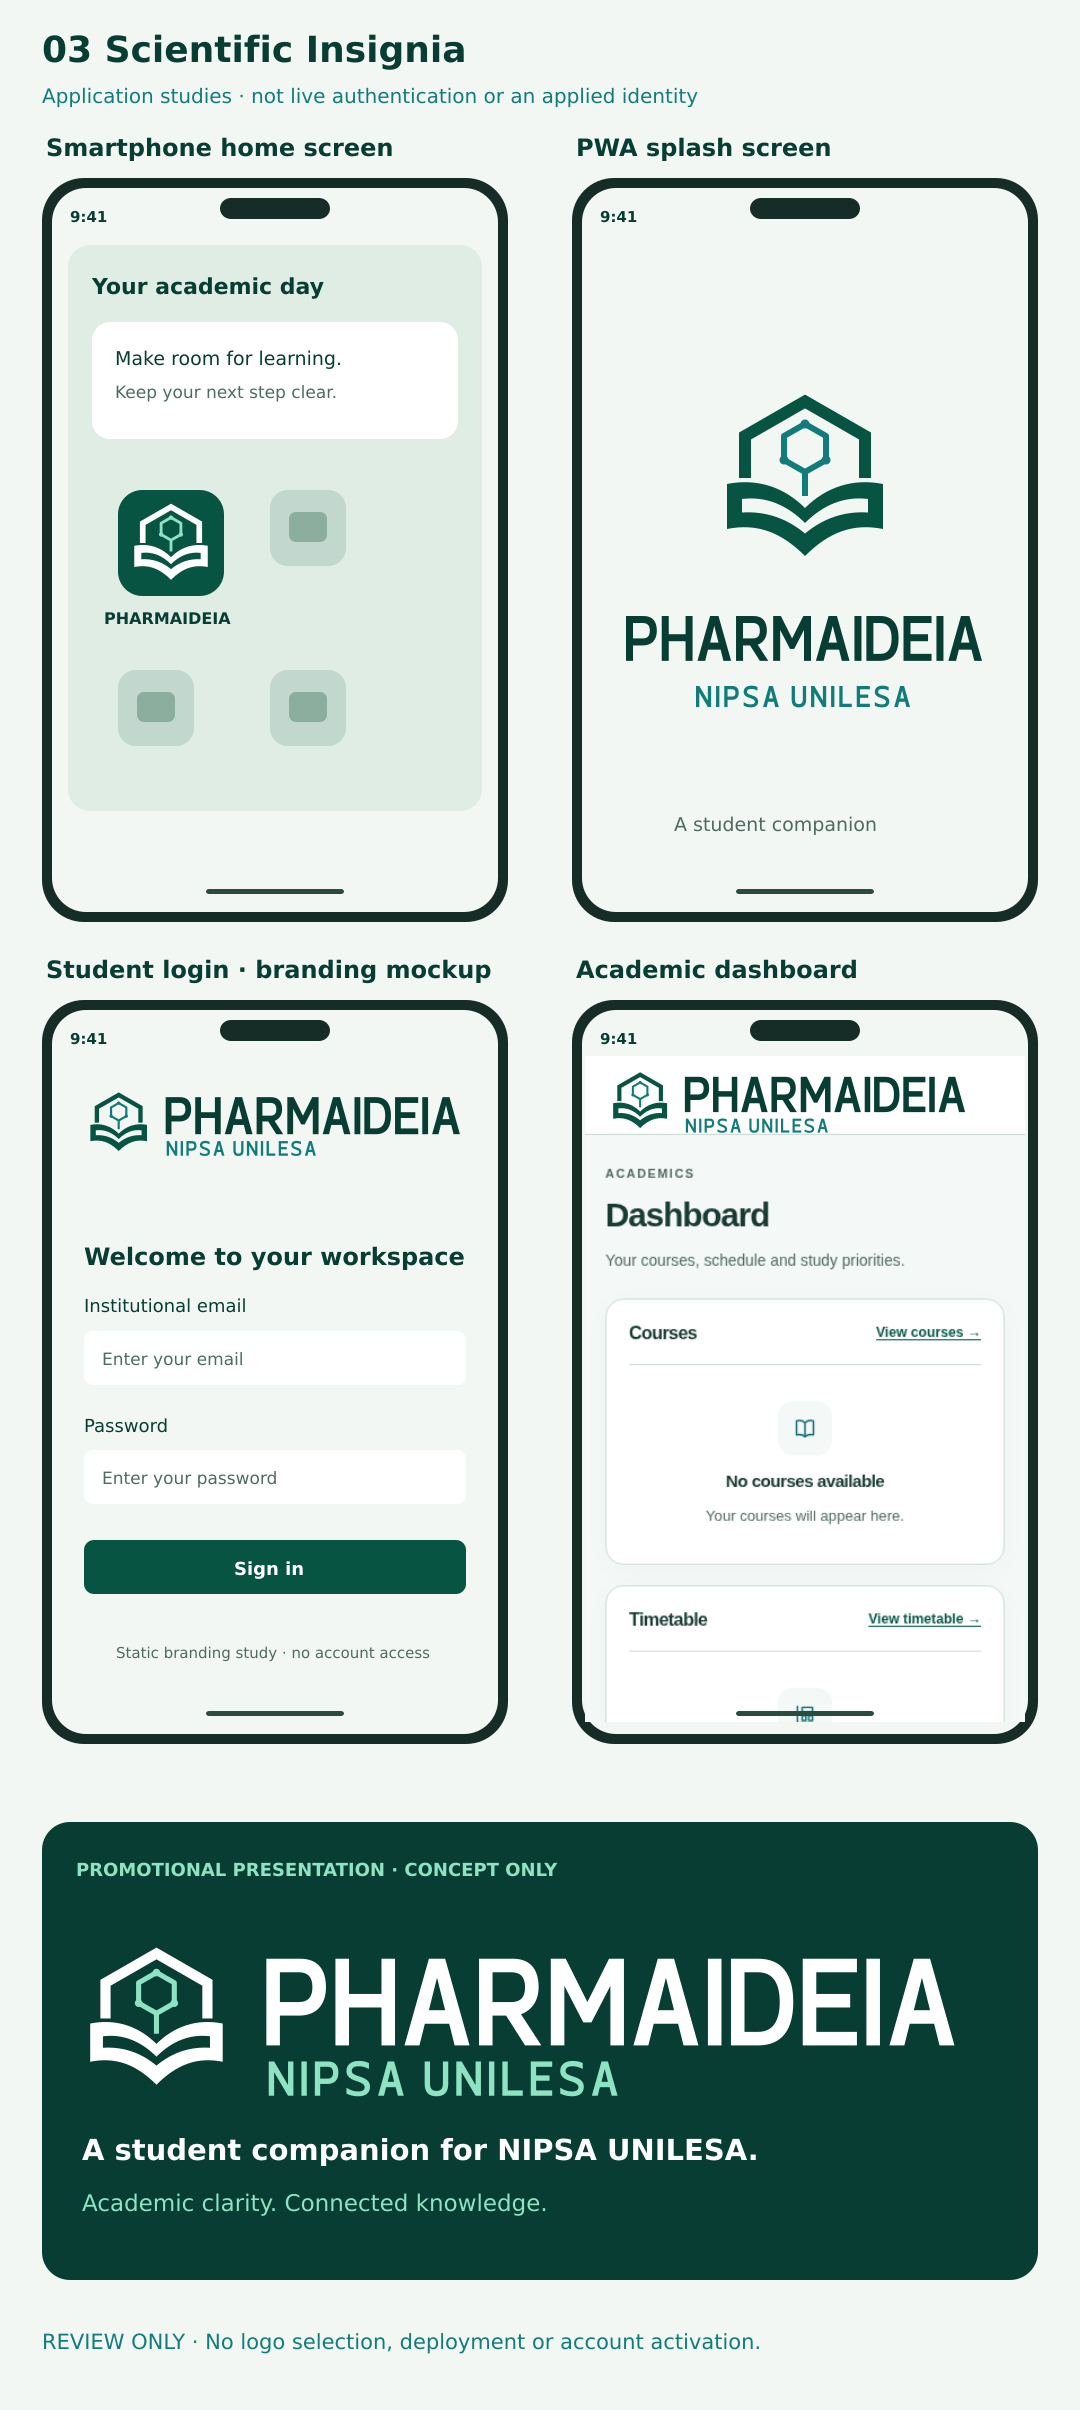 03 Scientific Insignia
Application studies · not live authentication or an applied identity
Smartphone home screen
9:41
Your academic day
Make room for learning.
Keep your next step clear.
PHARMAIDEIA
PWA splash screen
9:41
PHARMAIDEIA
NIPSA UNILESA
A student companion
Student login · branding mockup
9:41
PHARMAIDEIA
NIPSA UNILESA
Welcome to your workspace
Institutional email
Enter your email
Password
Enter your password
Sign in
Static branding study · no account access
Academic dashboard
9:41
PHARMAIDEIA
NIPSA UNILESA
ACADEMICS
Dashboard
Your courses, schedule and study priorities.
Courses
View courses →
No courses available
Your courses will appear here.
Timetable
View timetable →
PROMOTIONAL PRESENTATION · CONCEPT ONLY
PHARMAIDEIA
NIPSA UNILESA
A student companion for NIPSA UNILESA.
Academic clarity. Connected knowledge.
REVIEW ONLY · No logo selection, deployment or account activation.